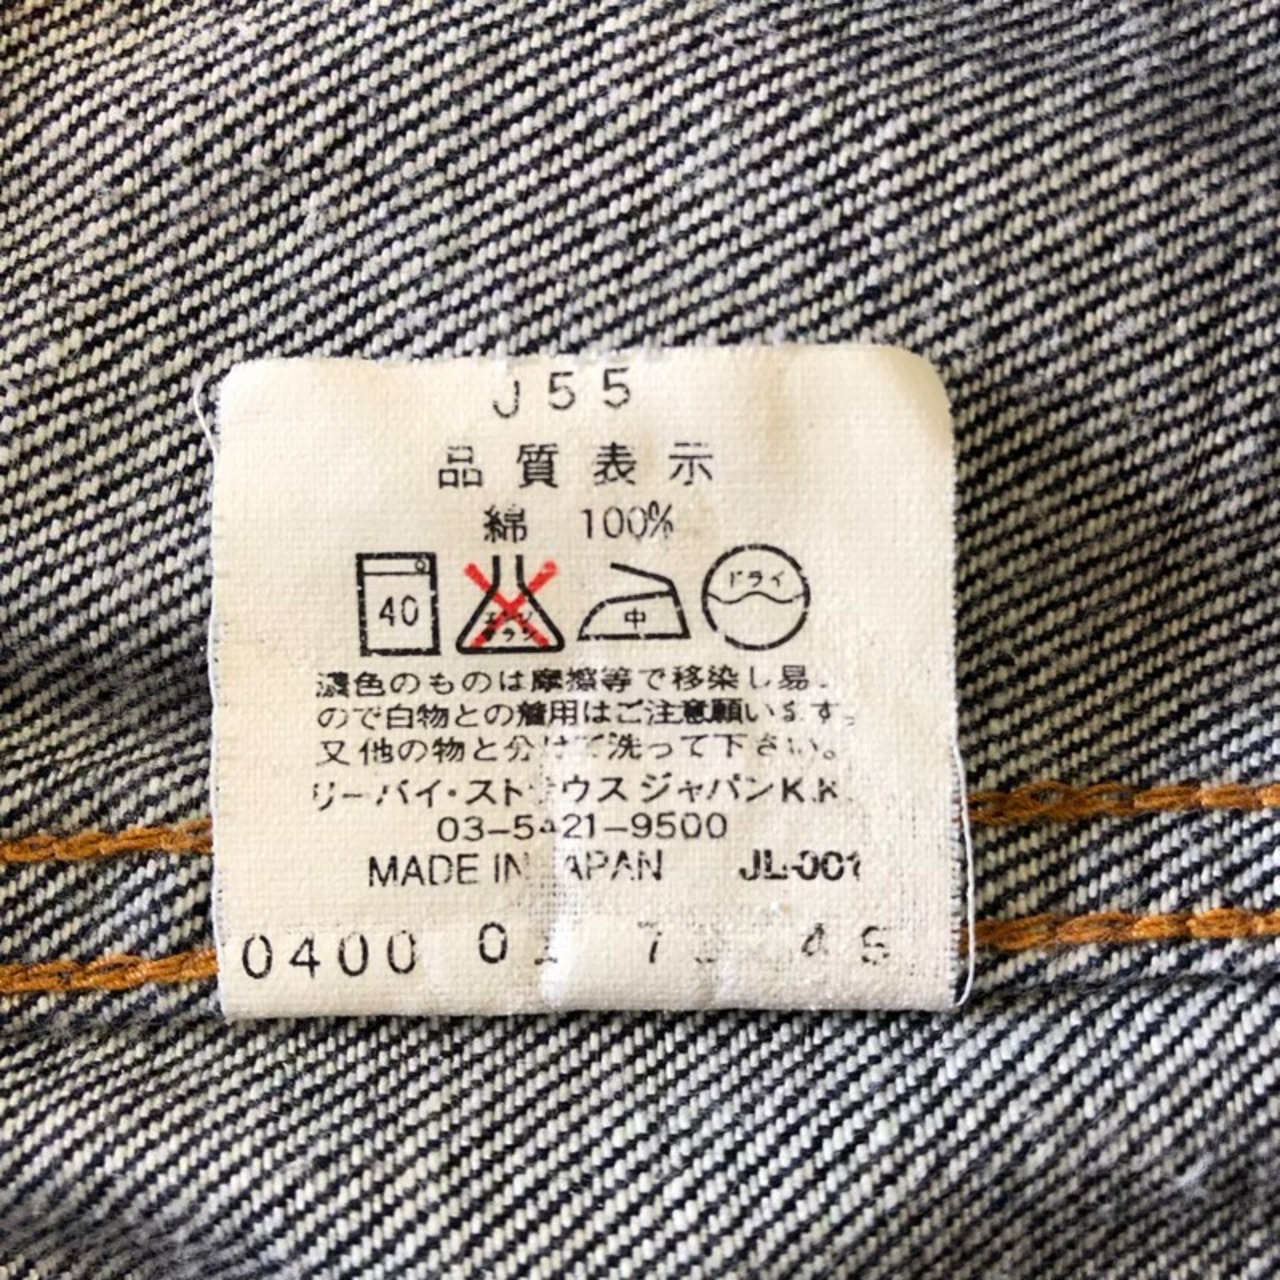 J55
品質表示
綿 100%
40 中 ドライ
濃色のものは摩擦等で移染し易
ので白物との着用はご注意願います。
又他の物と分けて洗って下さい。
リーバイ・ストラウス ジャパンK.K.
03-5421-9500
MADE IN JAPAN JL-001
0400